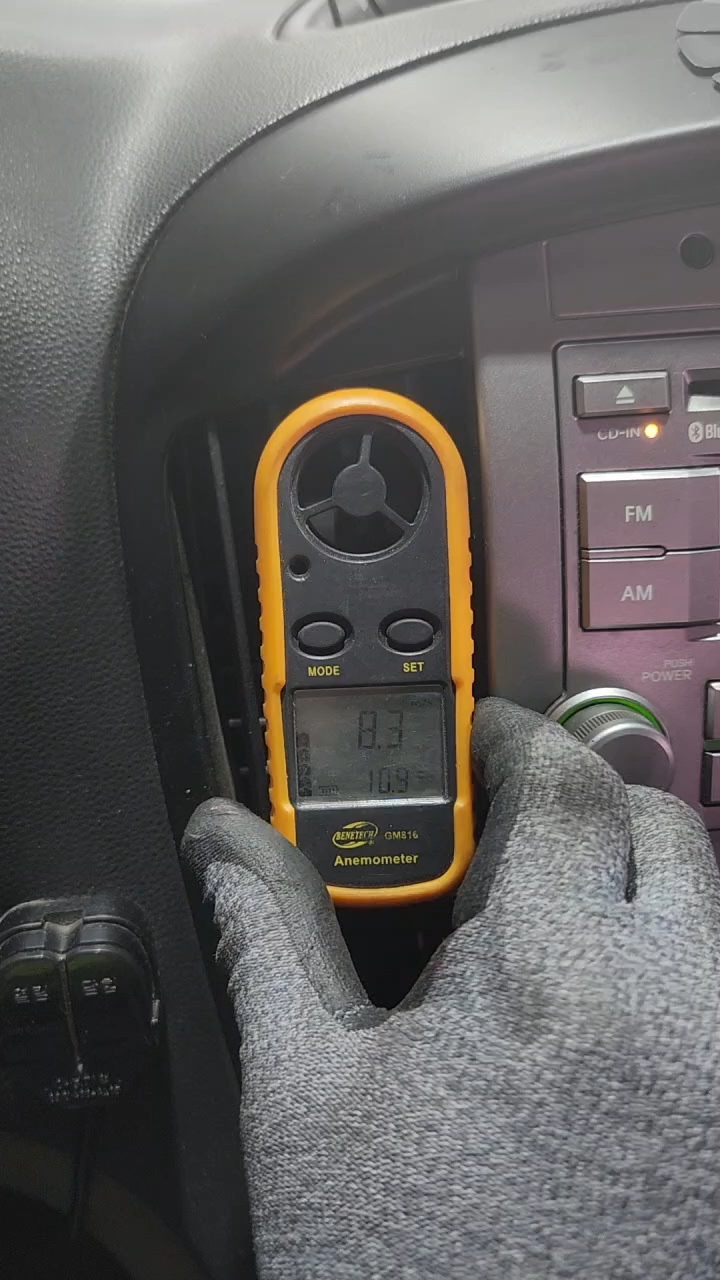 CD-IN
FM
AM
PUSH
POWER
MODE
SET
8.3
10.9
BENETECH GM816
Anemometer